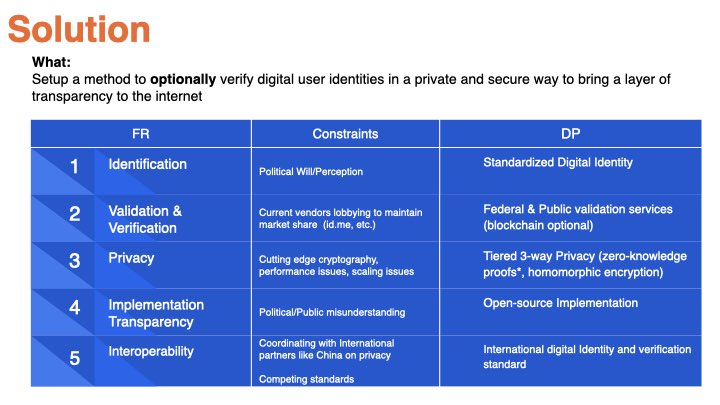 Solution
What:
Setup a method to optionally verify digital user identities in a private and secure way to bring a layer of
transparency to the internet
FR
Constraints
DP
1
Identification
Political Will/Perception
Standardized Digital Identity
2
Validation &
Verification
Current vendors lobbying to maintain
market share  (id.me, etc.)
Federal & Public validation services
(blockchain optional)
3
Privacy
Cutting edge cryptography,
performance issues, scaling issues
Tiered 3-way Privacy (zero-knowledge
proofs*, homomorphic encryption)
4
Implementation
Transparency
Political/Public misunderstanding
Open-source Implementation
5
Interoperability
Coordinating with International
partners like China on privacy
Competing standards
International digital Identity and verification
standard